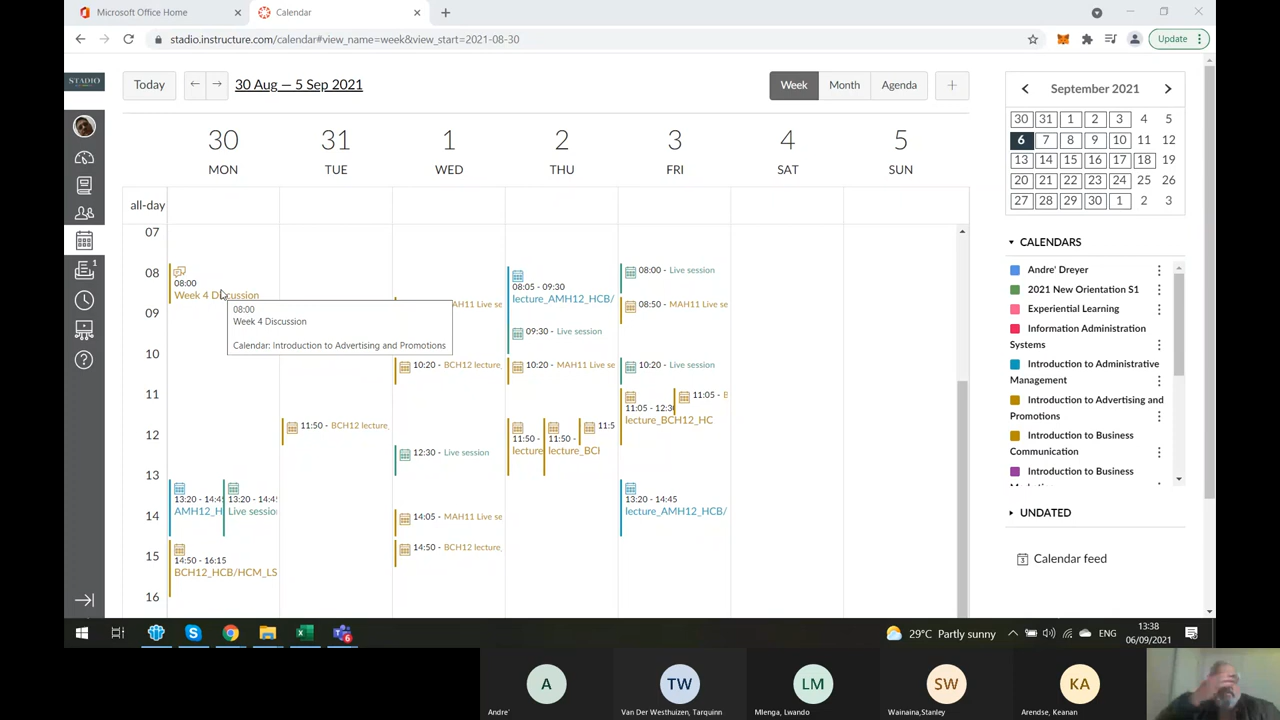 Microsoft Office Home
Calendar
stadio.instructure.com/calendar#view_name=week&view_start=2021-08-30
Update
STADIO
Today
30 Aug — 5 Sep 2021
Week
Month
Agenda
September 2021
30 31 1 2 3 4 5
6 7 8 9 10 11 12
13 14 15 16 17 18 19
20 21 22 23 24 25 26
27 28 29 30 1 2 3
30 31 1 2 3 4 5
MON TUE WED THU FRI SAT SUN
all-day
07
08
09
10
11
12
13
14
15
16
08:00
Week 4 Discussion
08:00
Week 4 Discussion
Calendar: Introduction to Advertising and Promotions
13:20 - 14:4
AMH12_H
13:20 - 14:4
Live sessio
14:50 - 16:15
BCH12_HCB/HCM_LS
11:50 - BCH12 lecture,
MAH11 Live se
10:20 - BCH12 lecture,
12:30 - Live session
14:05 - MAH11 Live se
14:50 - BCH12 lecture,
08:05 - 09:30
lecture_AMH12_HCB/
09:30 - Live session
10:20 - MAH11 Live se
11:50 -
lecture
11:50 -
lecture_BCI
11:5
08:00 - Live session
08:50 - MAH11 Live se
10:20 - Live session
11:05 - 12:3
lecture_BCH12_HC
11:05 - B
13:20 - 14:45
lecture_AMH12_HCB/
CALENDARS
Andre' Dreyer
2021 New Orientation S1
Experiential Learning
Information Administration
Systems
Introduction to Administrative
Management
Introduction to Advertising and
Promotions
Introduction to Business
Communication
Introduction to Business
UNDATED
Calendar feed
1
29°C Partly sunny
ENG
13:38
06/09/2021
A
TW
LM
SW
KA
Andre'
Van Der Westhuizen, Tarquinn
Mlenga, Lwando
Wainaina,Stanley
Arendse, Keanan